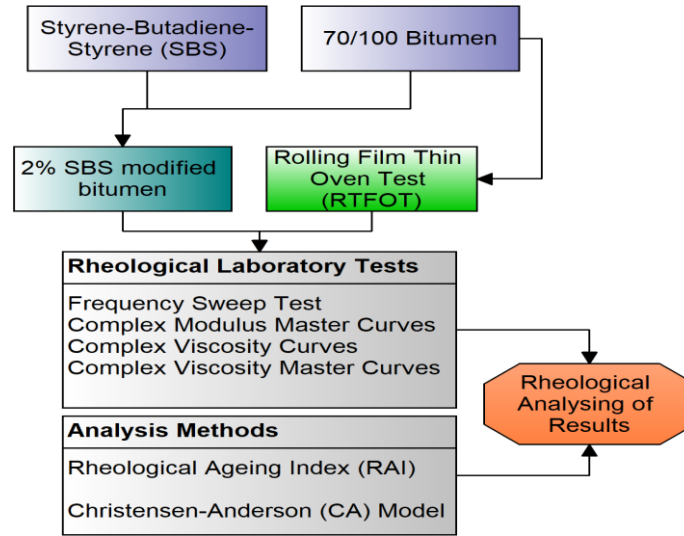 Styrene-Butadiene-
Styrene (SBS)
70/100 Bitumen
2% SBS modified
bitumen
Rolling Film Thin
Oven Test
(RTFOT)
Rheological Laboratory Tests
Frequency Sweep Test
Complex Modulus Master Curves
Complex Viscosity Curves
Complex Viscosity Master Curves
Rheological
Analysing of
Results
Analysis Methods
Rheological Ageing Index (RAI)
Christensen-Anderson (CA) Model